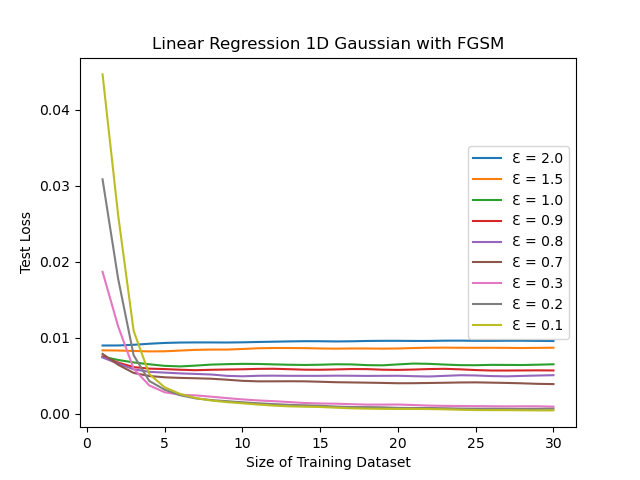 Linear Regression 1D Gaussian with FGSM
Test Loss
0.04
0.03
0.02
0.01
0.00
Ɛ = 2.0
Ɛ = 1.5
Ɛ = 1.0
Ɛ = 0.9
Ɛ = 0.8
Ɛ = 0.7
Ɛ = 0.3
Ɛ = 0.2
Ɛ = 0.1
0 5 10 15 20 25 30
Size of Training Dataset